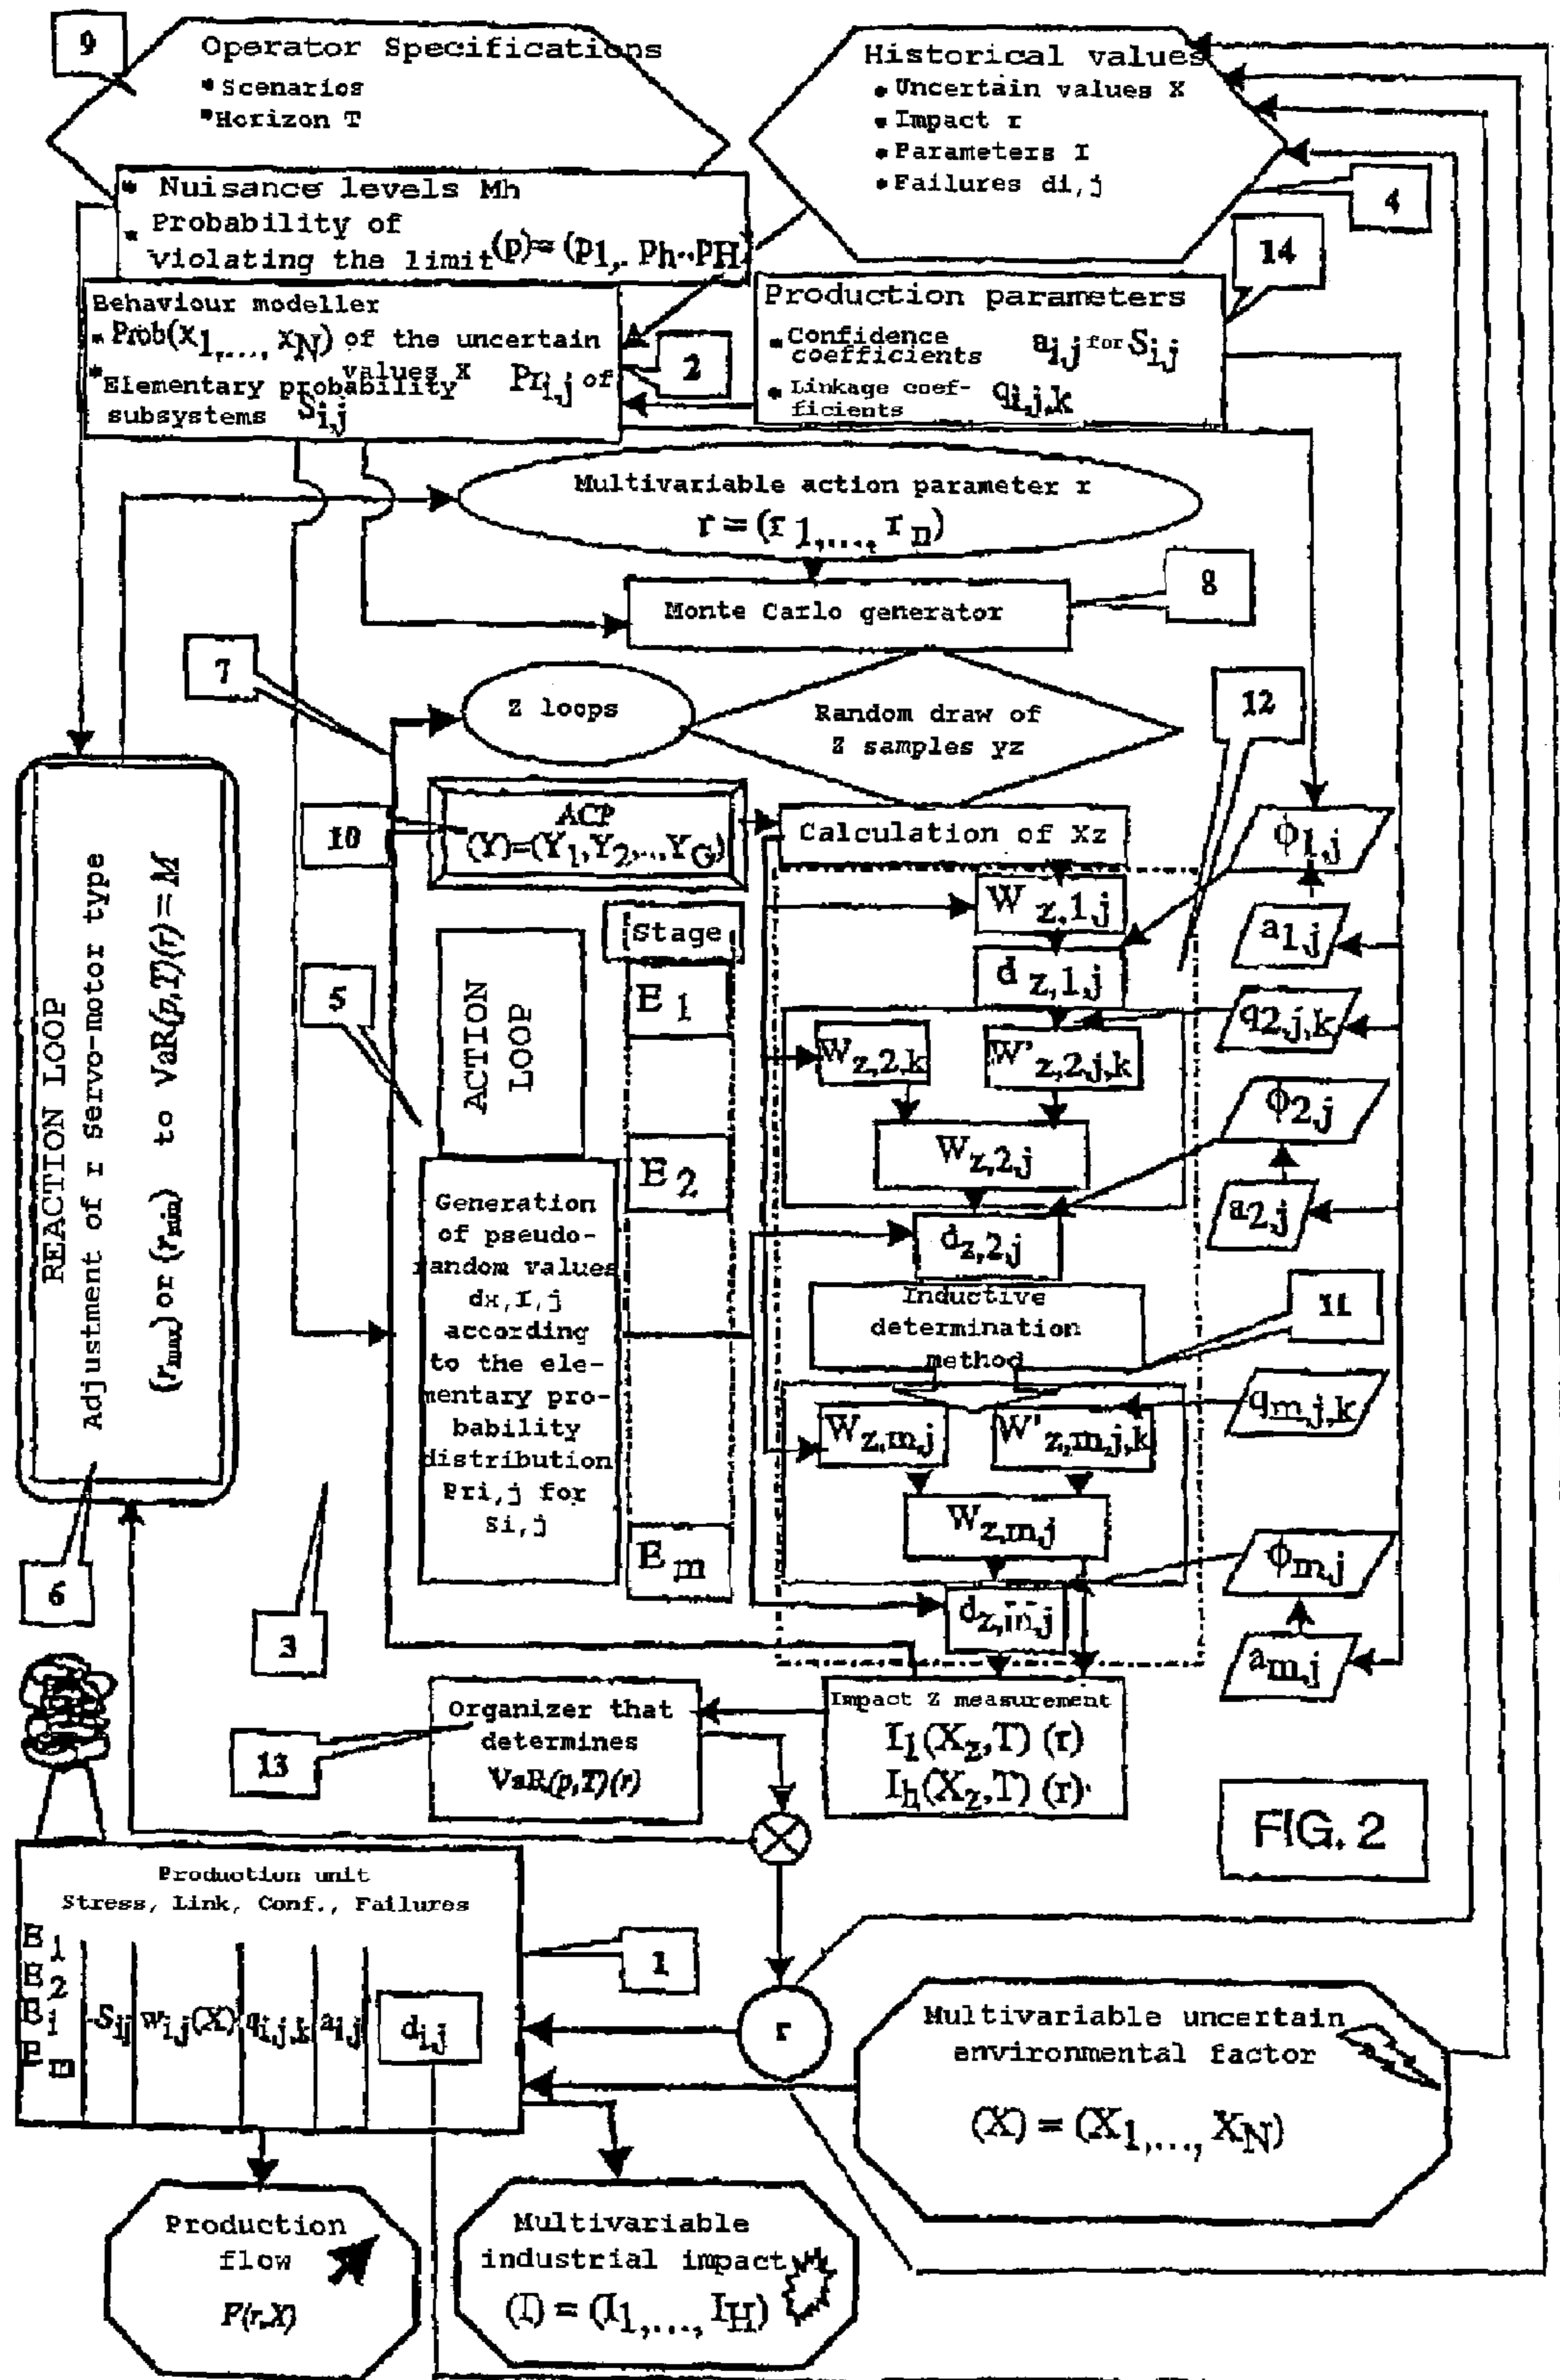 9
Operator Specifications
* Scenarios
* Horizon T
Historical values
• Uncertain values X
• Impact r
• Parameters I
• Failures di,j
4
* Nuisance levels Mh
* Probability of
violating the limit (p)=(p1,. ph..pH)
14
Behaviour modeller
* Prob(x1,..., xN) of the uncertain
values X
* Elementary probability Pri,j of
subsystems Si,j
2
Production parameters
* Confidence
coefficients ai,j for Si,j
* Linkage coef-
ficients qi,j,k
Multivariable action parameter r
r = (r1,..., rn)
Monte Carlo generator
8
7
Z loops
Random draw of
Z samples yz
12
10
ACP
(Y)=(Y1,Y2,...,YG)
Calculation of Xz
ϕ1,j
W z,1,j
a1,j
d z,1,j
q2,j,k
Stage
E1
E2
Em
5
ACTION
LOOP
Wz,2,k
W'z,2,j,k
ϕ2,j
Wz,2,j
a2,j
dz,2,j
REACTION LOOP
Adjustment of r Servo-motor type
(rmax) or (rmin) to VaR(p,T)(r)=M
Generation
of pseudo-
random values
dx,I,j
according
to the ele-
mentary pro-
bability
distribution
Pri,j for
Si,j
Inductive
determination
method
11
qm,j,k
Wz,m,j
W'z,m,j,k
Wz,m,j
ϕm,j
dz,m,j
am,j
6
3
13
Organizer that
determines
VaR(p,T)(r)
Impact Z measurement
I1(Xz,T) (r)
Ih(Xz,T) (r)
FIG. 2
Production unit
Stress, Link, Conf., Failures
E1
E2
Ei
Em
Sij
wi,j(X)
qi,j,k
ai,j
di,j
1
r
Multivariable uncertain
environmental factor
(X) = (X1,..., XN)
Production
flow
F(r,X)
Multivariable
industrial impact
(I) = (I1,..., IH)